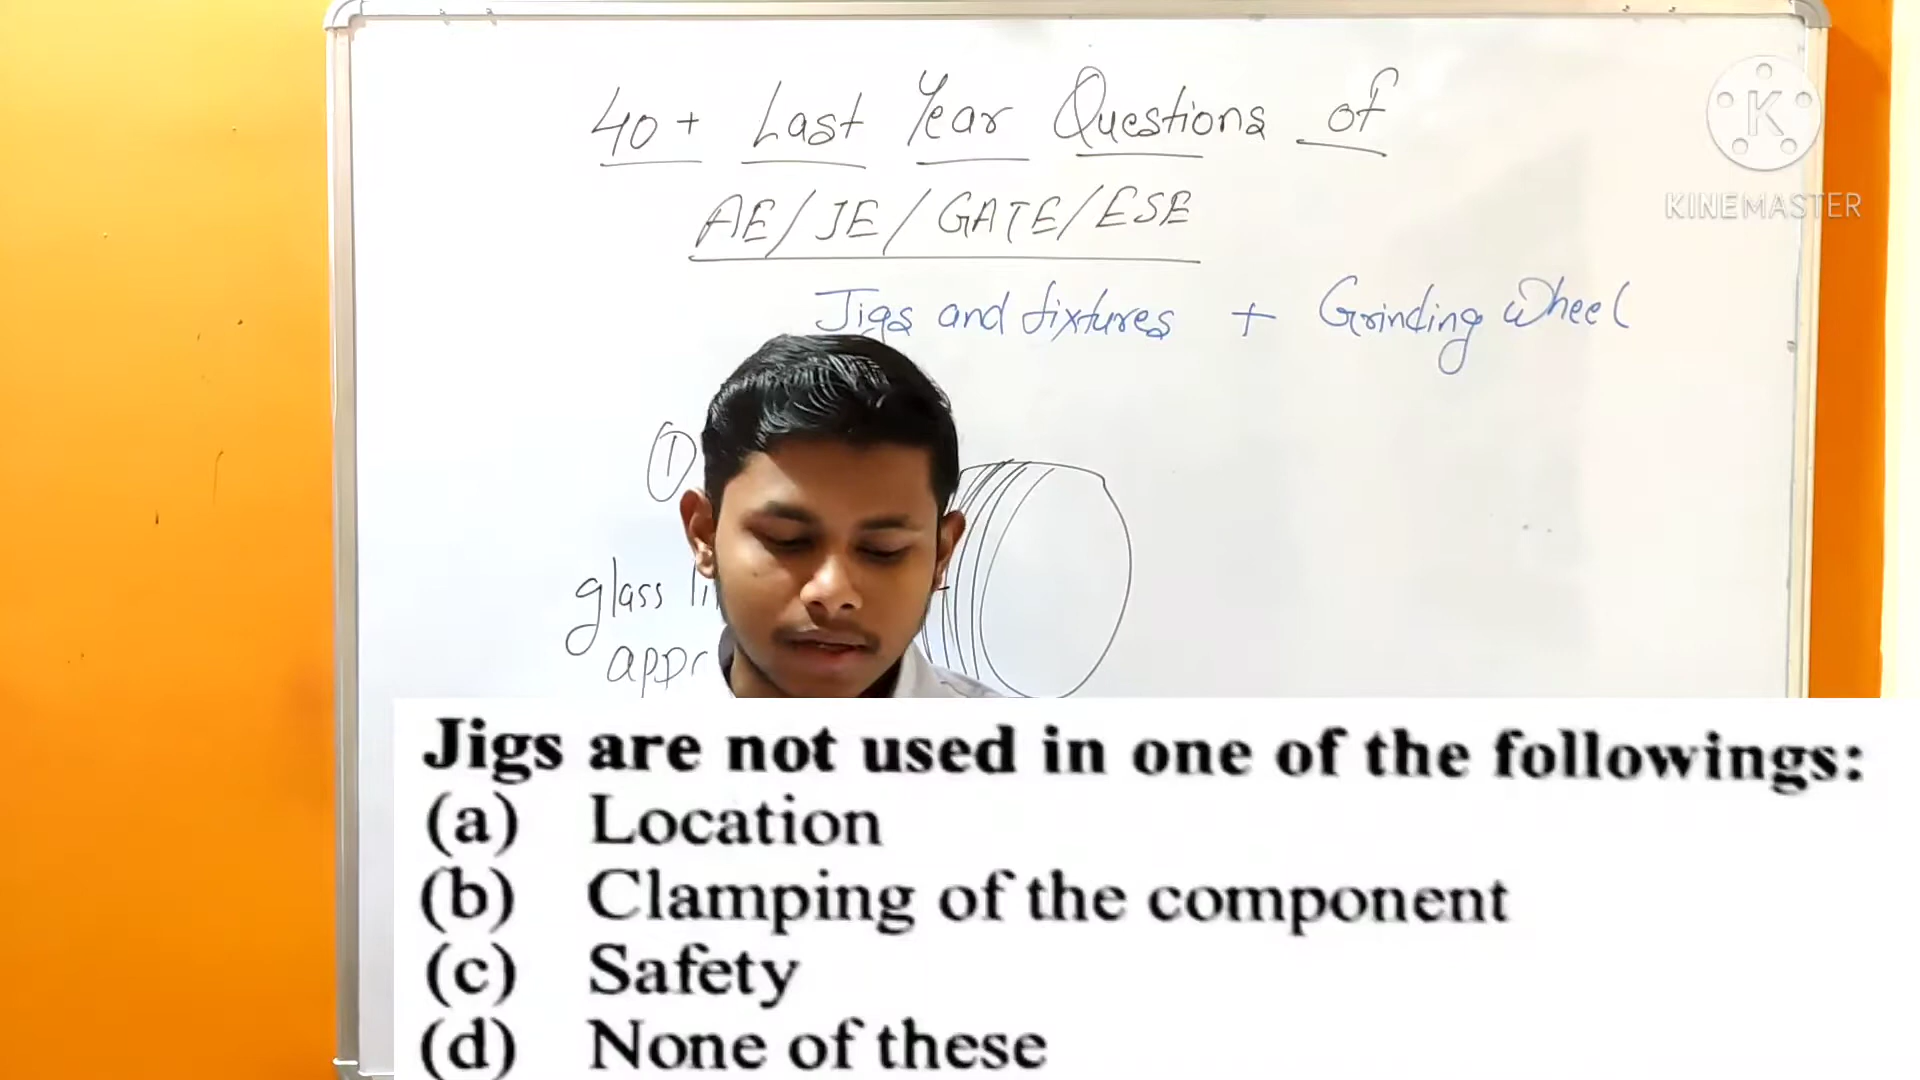 40+ Last Year Questions of
AE/JE/GATE/ESE
Jigs and fixtures + Grinding wheel
K
KINEMASTER
1
glass
Jigs are not used in one of the followings:
(a) Location
(b) Clamping of the component
(c) Safety
(d) None of these